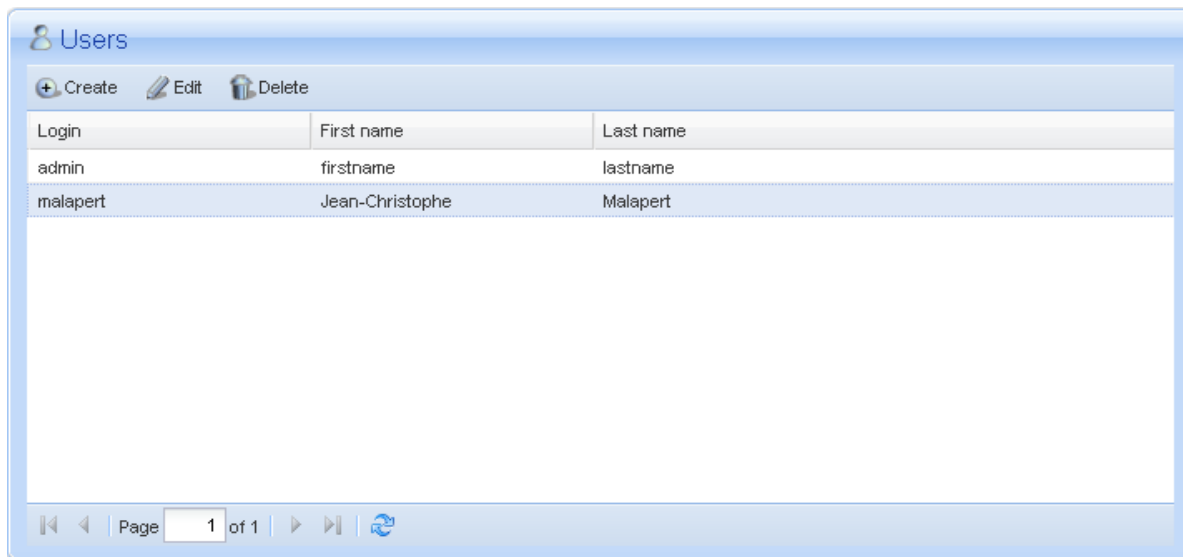 Users
Create Edit Delete
Login First name Last name
admin firstname lastname
malapert Jean-Christophe Malapert
Page 1 of 1